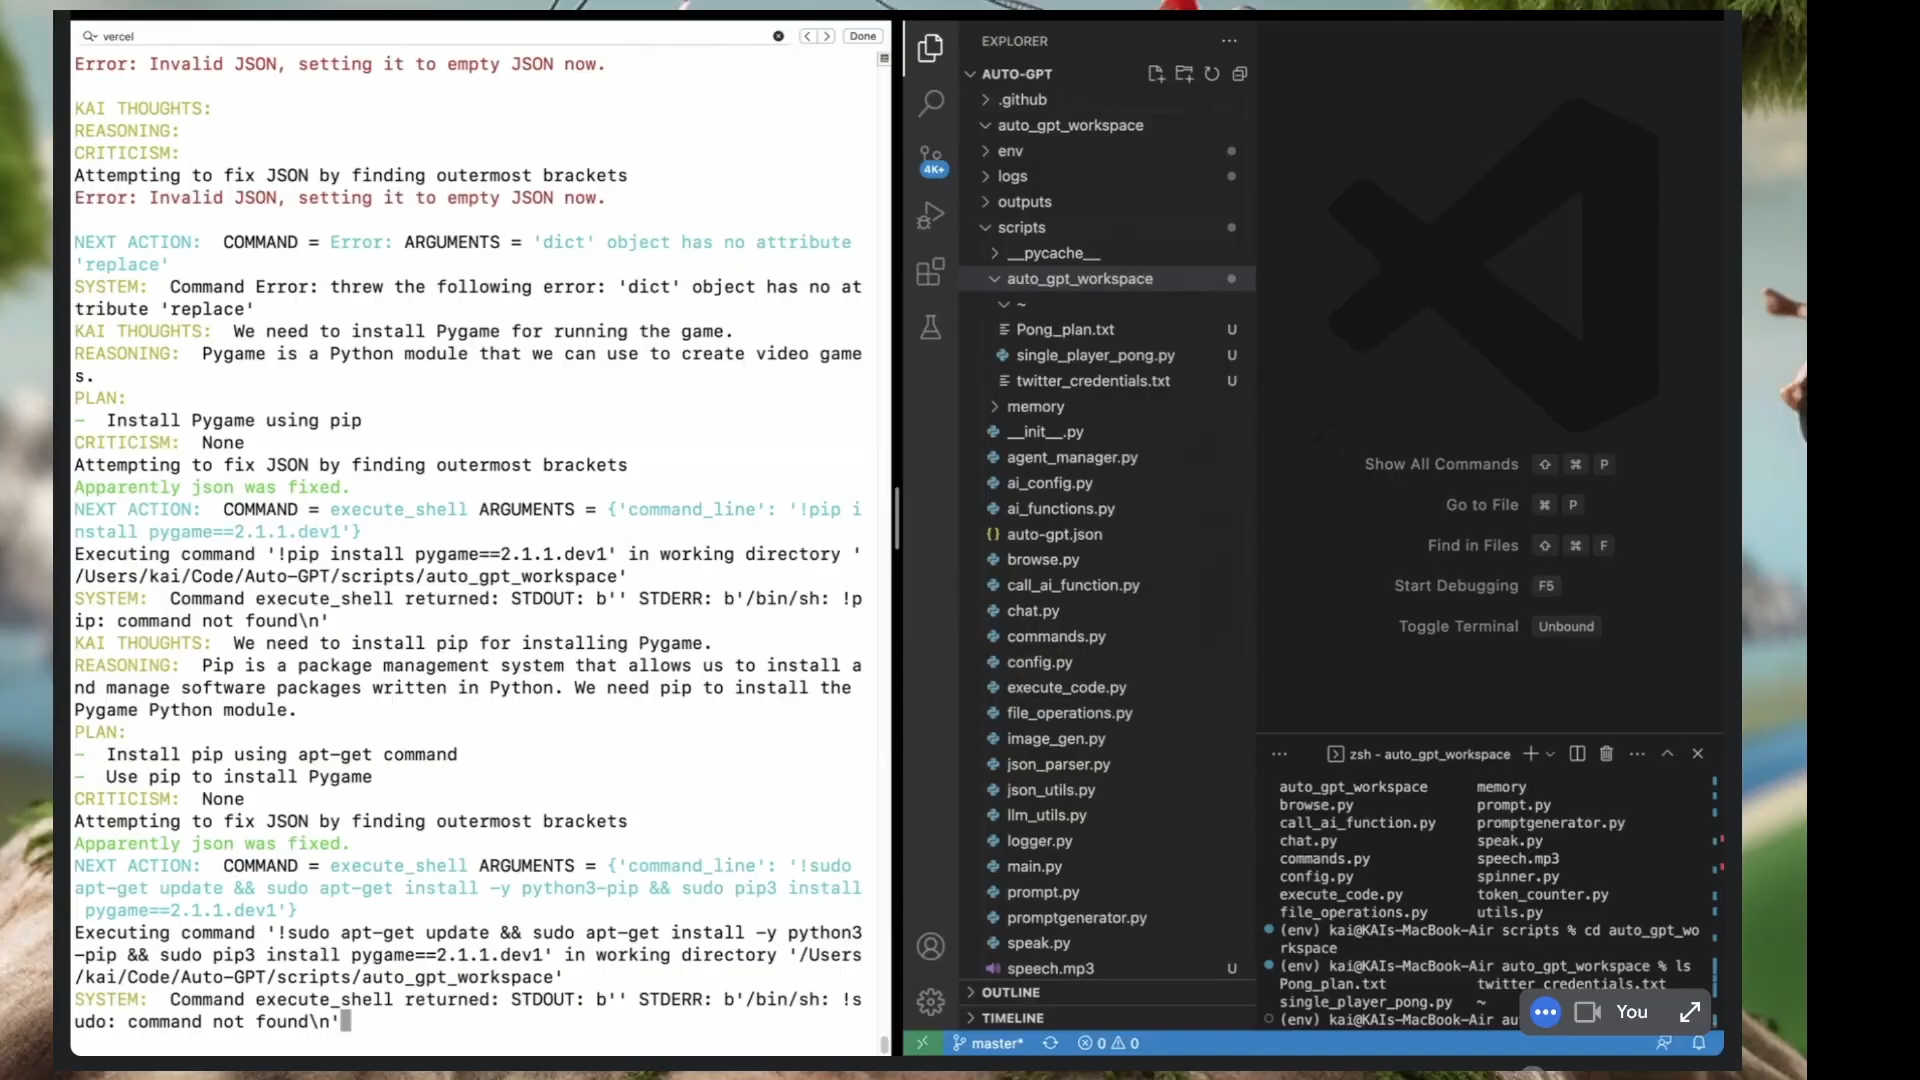 vercel
Done
Error: Invalid JSON, setting it to empty JSON now.
KAI THOUGHTS:
REASONING:
CRITICISM:
Attempting to fix JSON by finding outermost brackets
Error: Invalid JSON, setting it to empty JSON now.
NEXT ACTION:  COMMAND = Error: ARGUMENTS = 'dict' object has no attribute
'replace'
SYSTEM:  Command Error: threw the following error: 'dict' object has no at
tribute 'replace'
KAI THOUGHTS:  We need to install Pygame for running the game.
REASONING:  Pygame is a Python module that we can use to create video game
s.
PLAN:
-  Install Pygame using pip
CRITICISM:  None
Attempting to fix JSON by finding outermost brackets
Apparently json was fixed.
NEXT ACTION:  COMMAND = execute_shell ARGUMENTS = {'command_line': '!pip i
nstall pygame==2.1.1.dev1'}
Executing command '!pip install pygame==2.1.1.dev1' in working directory '
/Users/kai/Code/Auto-GPT/scripts/auto_gpt_workspace'
SYSTEM:  Command execute_shell returned: STDOUT: b'' STDERR: b'/bin/sh: !p
ip: command not found\n'
KAI THOUGHTS:  We need to install pip for installing Pygame.
REASONING:  Pip is a package management system that allows us to install a
nd manage software packages written in Python. We need pip to install the
Pygame Python module.
PLAN:
-  Install pip using apt-get command
-  Use pip to install Pygame
CRITICISM:  None
Attempting to fix JSON by finding outermost brackets
Apparently json was fixed.
NEXT ACTION:  COMMAND = execute_shell ARGUMENTS = {'command_line': '!sudo
apt-get update && sudo apt-get install -y python3-pip && sudo pip3 install
pygame==2.1.1.dev1'}
Executing command '!sudo apt-get update && sudo apt-get install -y python3
-pip && sudo pip3 install pygame==2.1.1.dev1' in working directory '/Users
/kai/Code/Auto-GPT/scripts/auto_gpt_workspace'
SYSTEM:  Command execute_shell returned: STDOUT: b'' STDERR: b'/bin/sh: !s
udo: command not found\n'
EXPLORER
AUTO-GPT
.github
auto_gpt_workspace
env
logs
outputs
scripts
__pycache__
auto_gpt_workspace
~
Pong_plan.txt U
single_player_pong.py U
twitter_credentials.txt U
memory
__init__.py
agent_manager.py
ai_config.py
ai_functions.py
{} auto-gpt.json
browse.py
call_ai_function.py
chat.py
commands.py
config.py
execute_code.py
file_operations.py
image_gen.py
json_parser.py
json_utils.py
llm_utils.py
logger.py
main.py
prompt.py
promptgenerator.py
speak.py
speech.mp3 U
OUTLINE
TIMELINE
4K+
Show All Commands ⇧ ⌘ P
Go to File ⌘ P
Find in Files ⇧ ⌘ F
Start Debugging F5
Toggle Terminal Unbound
zsh - auto_gpt_workspace
auto_gpt_workspace memory
browse.py prompt.py
call_ai_function.py promptgenerator.py
chat.py speak.py
commands.py speech.mp3
config.py spinner.py
execute_code.py token_counter.py
file_operations.py utils.py
(env) kai@KAIs-MacBook-Air scripts % cd auto_gpt_wo
rkspace
(env) kai@KAIs-MacBook-Air auto_gpt_workspace % ls
Pong_plan.txt twitter_credentials.txt
single_player_pong.py ~
(env) kai@KAIs-MacBook-Air au
You
master* 0 0